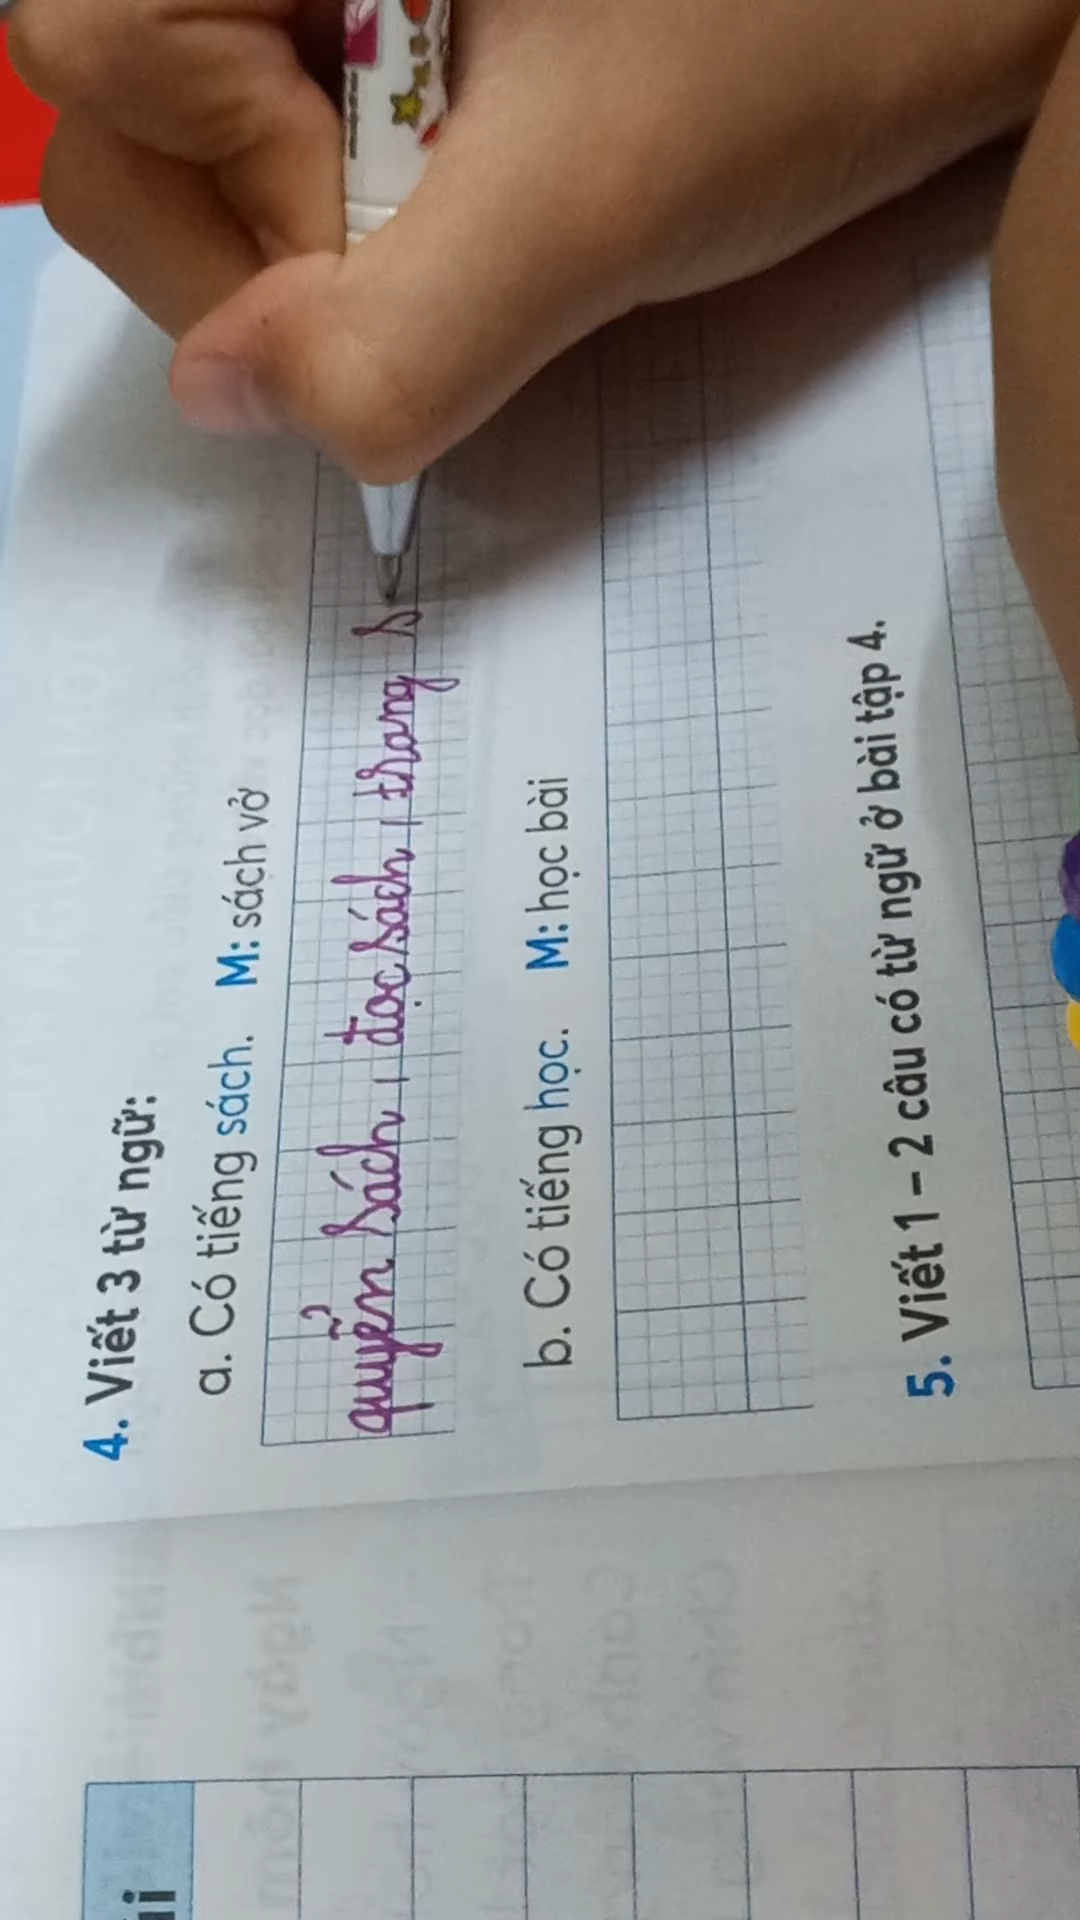 4. Viết 3 từ ngữ:
a. Có tiếng sách. M: sách vở
quyển sách, đọc sách, trang s
b. Có tiếng học. M: học bài
5. Viết 1 – 2 câu có từ ngữ ở bài tập 4.